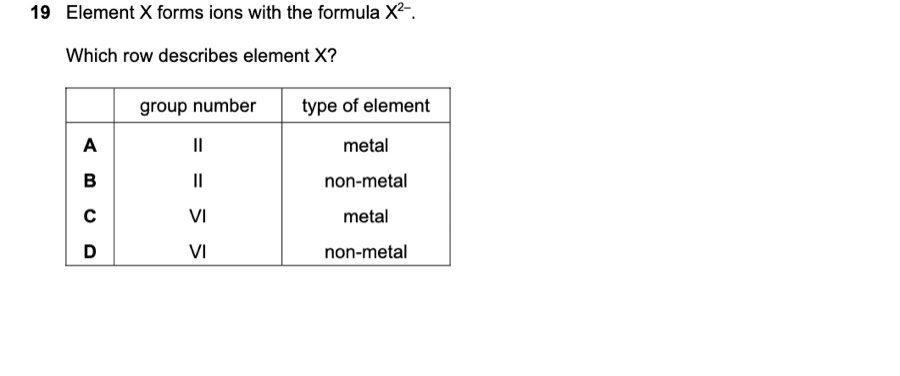 19 Element X forms ions with the formula X²⁻.
Which row describes element X?
group number type of element
A II metal
B II non-metal
C VI metal
D VI non-metal